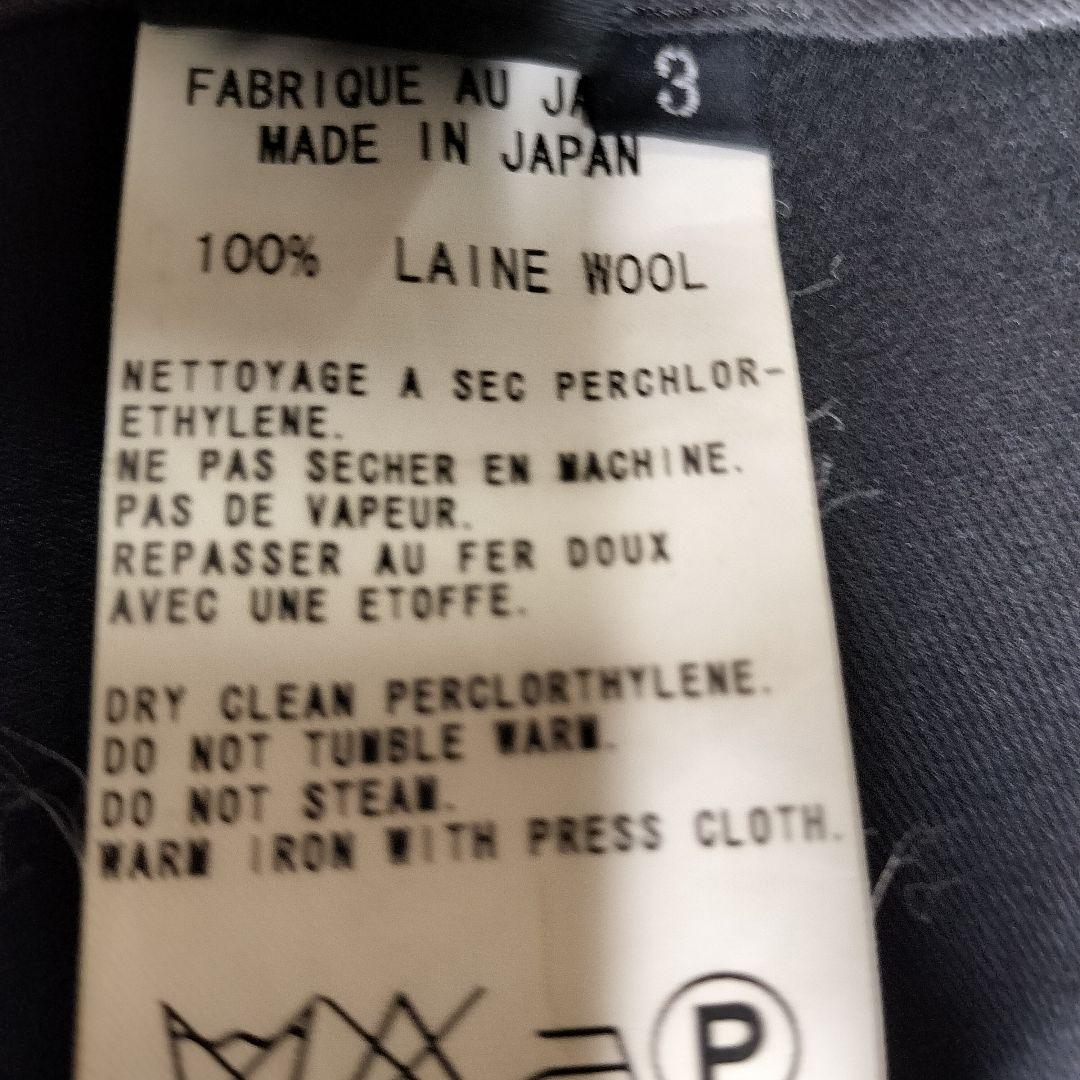 3
FABRIQUE AU JA
MADE IN JAPAN
100% LAINE WOOL
NETTOYAGE A SEC PERCHLOR-
ETHYLENE.
NE PAS SECHER EN MACHINE.
PAS DE VAPEUR.
REPASSER AU FER DOUX
AVEC UNE ETOFFE.
DRY CLEAN PERCLORTHYLENE.
DO NOT TUMBLE WARM.
DO NOT STEAM.
WARM IRON WITH PRESS CLOTH.
P